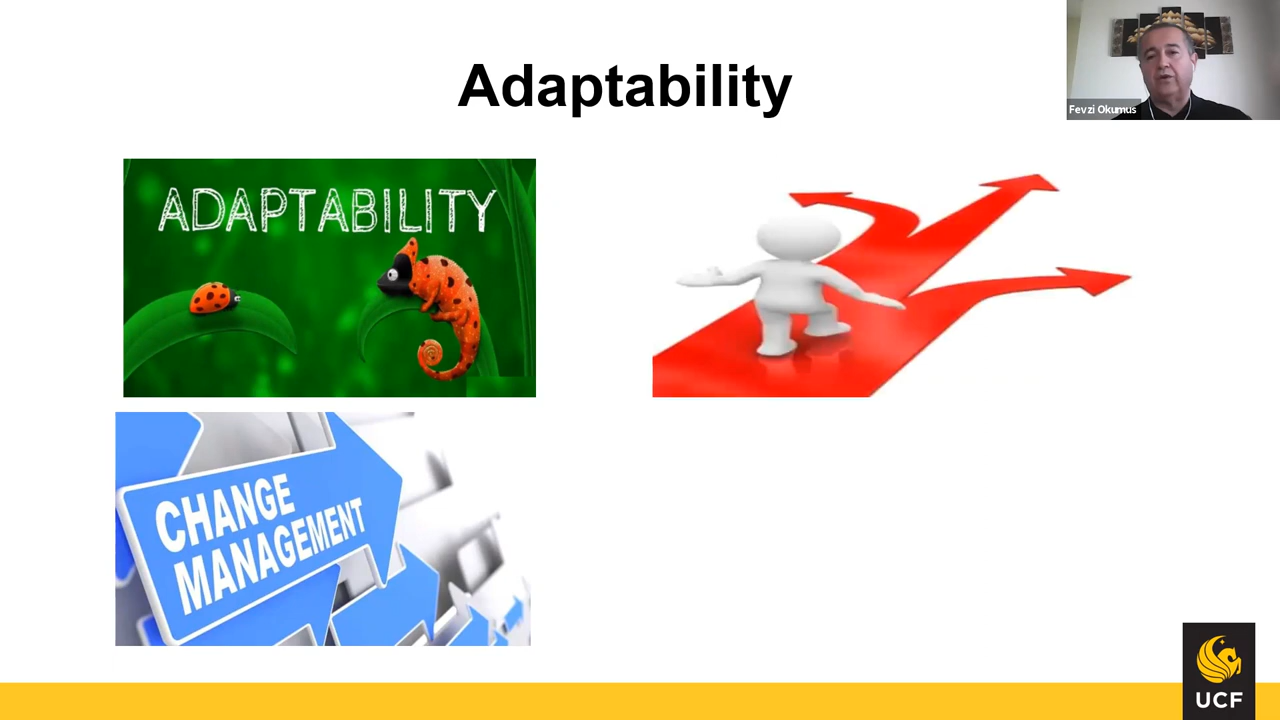 Adaptability
Fevzi Okumus
ADAPTABILITY
CHANGE
MANAGEMENT
UCF